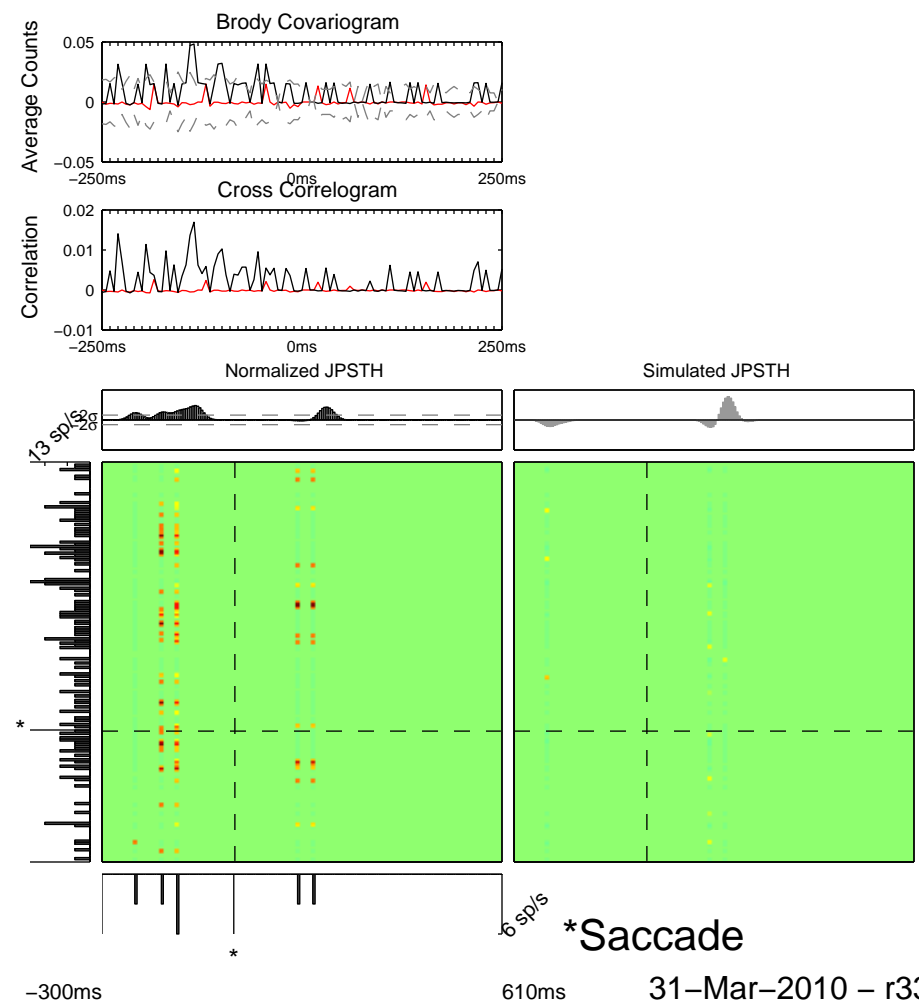 Brody Covariogram
Average Counts
0.05
0
−0.05
−250ms
0ms
250ms
Cross Correlogram
Correlation
0.02
0.01
0
−0.01
−250ms
0ms
250ms
Normalized JPSTH
Simulated JPSTH
13 sp/s
2σ
−2σ
*
6 sp/s
*
*Saccade
−300ms
610ms
31−Mar−2010 − r33